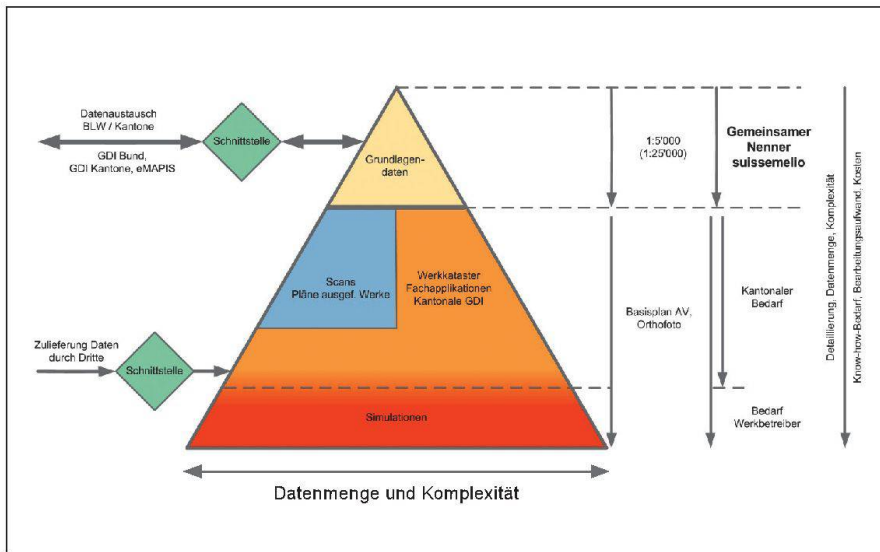 Datenaustausch
BLW / Kantone
GDI Bund,
GDI Kantone, eMAPIS
Schnittstelle
Grundlagen-
daten
1:5'000
(1:25'000)
Gemeinsamer
Nenner
suissemelio
Scans
Pläne ausgef. Werke
Werkkataster
Fachapplikationen
Kantonale GDI
Basisplan AV,
Orthofoto
Kantonaler
Bedarf
Zulieferung Daten
durch Dritte
Schnittstelle
Simulationen
Bedarf
Werkbetreiber
Detaillierung, Datenmenge, Komplexität
Know-how-Bedarf, Bearbeitungsaufwand, Kosten
Datenmenge und Komplexität